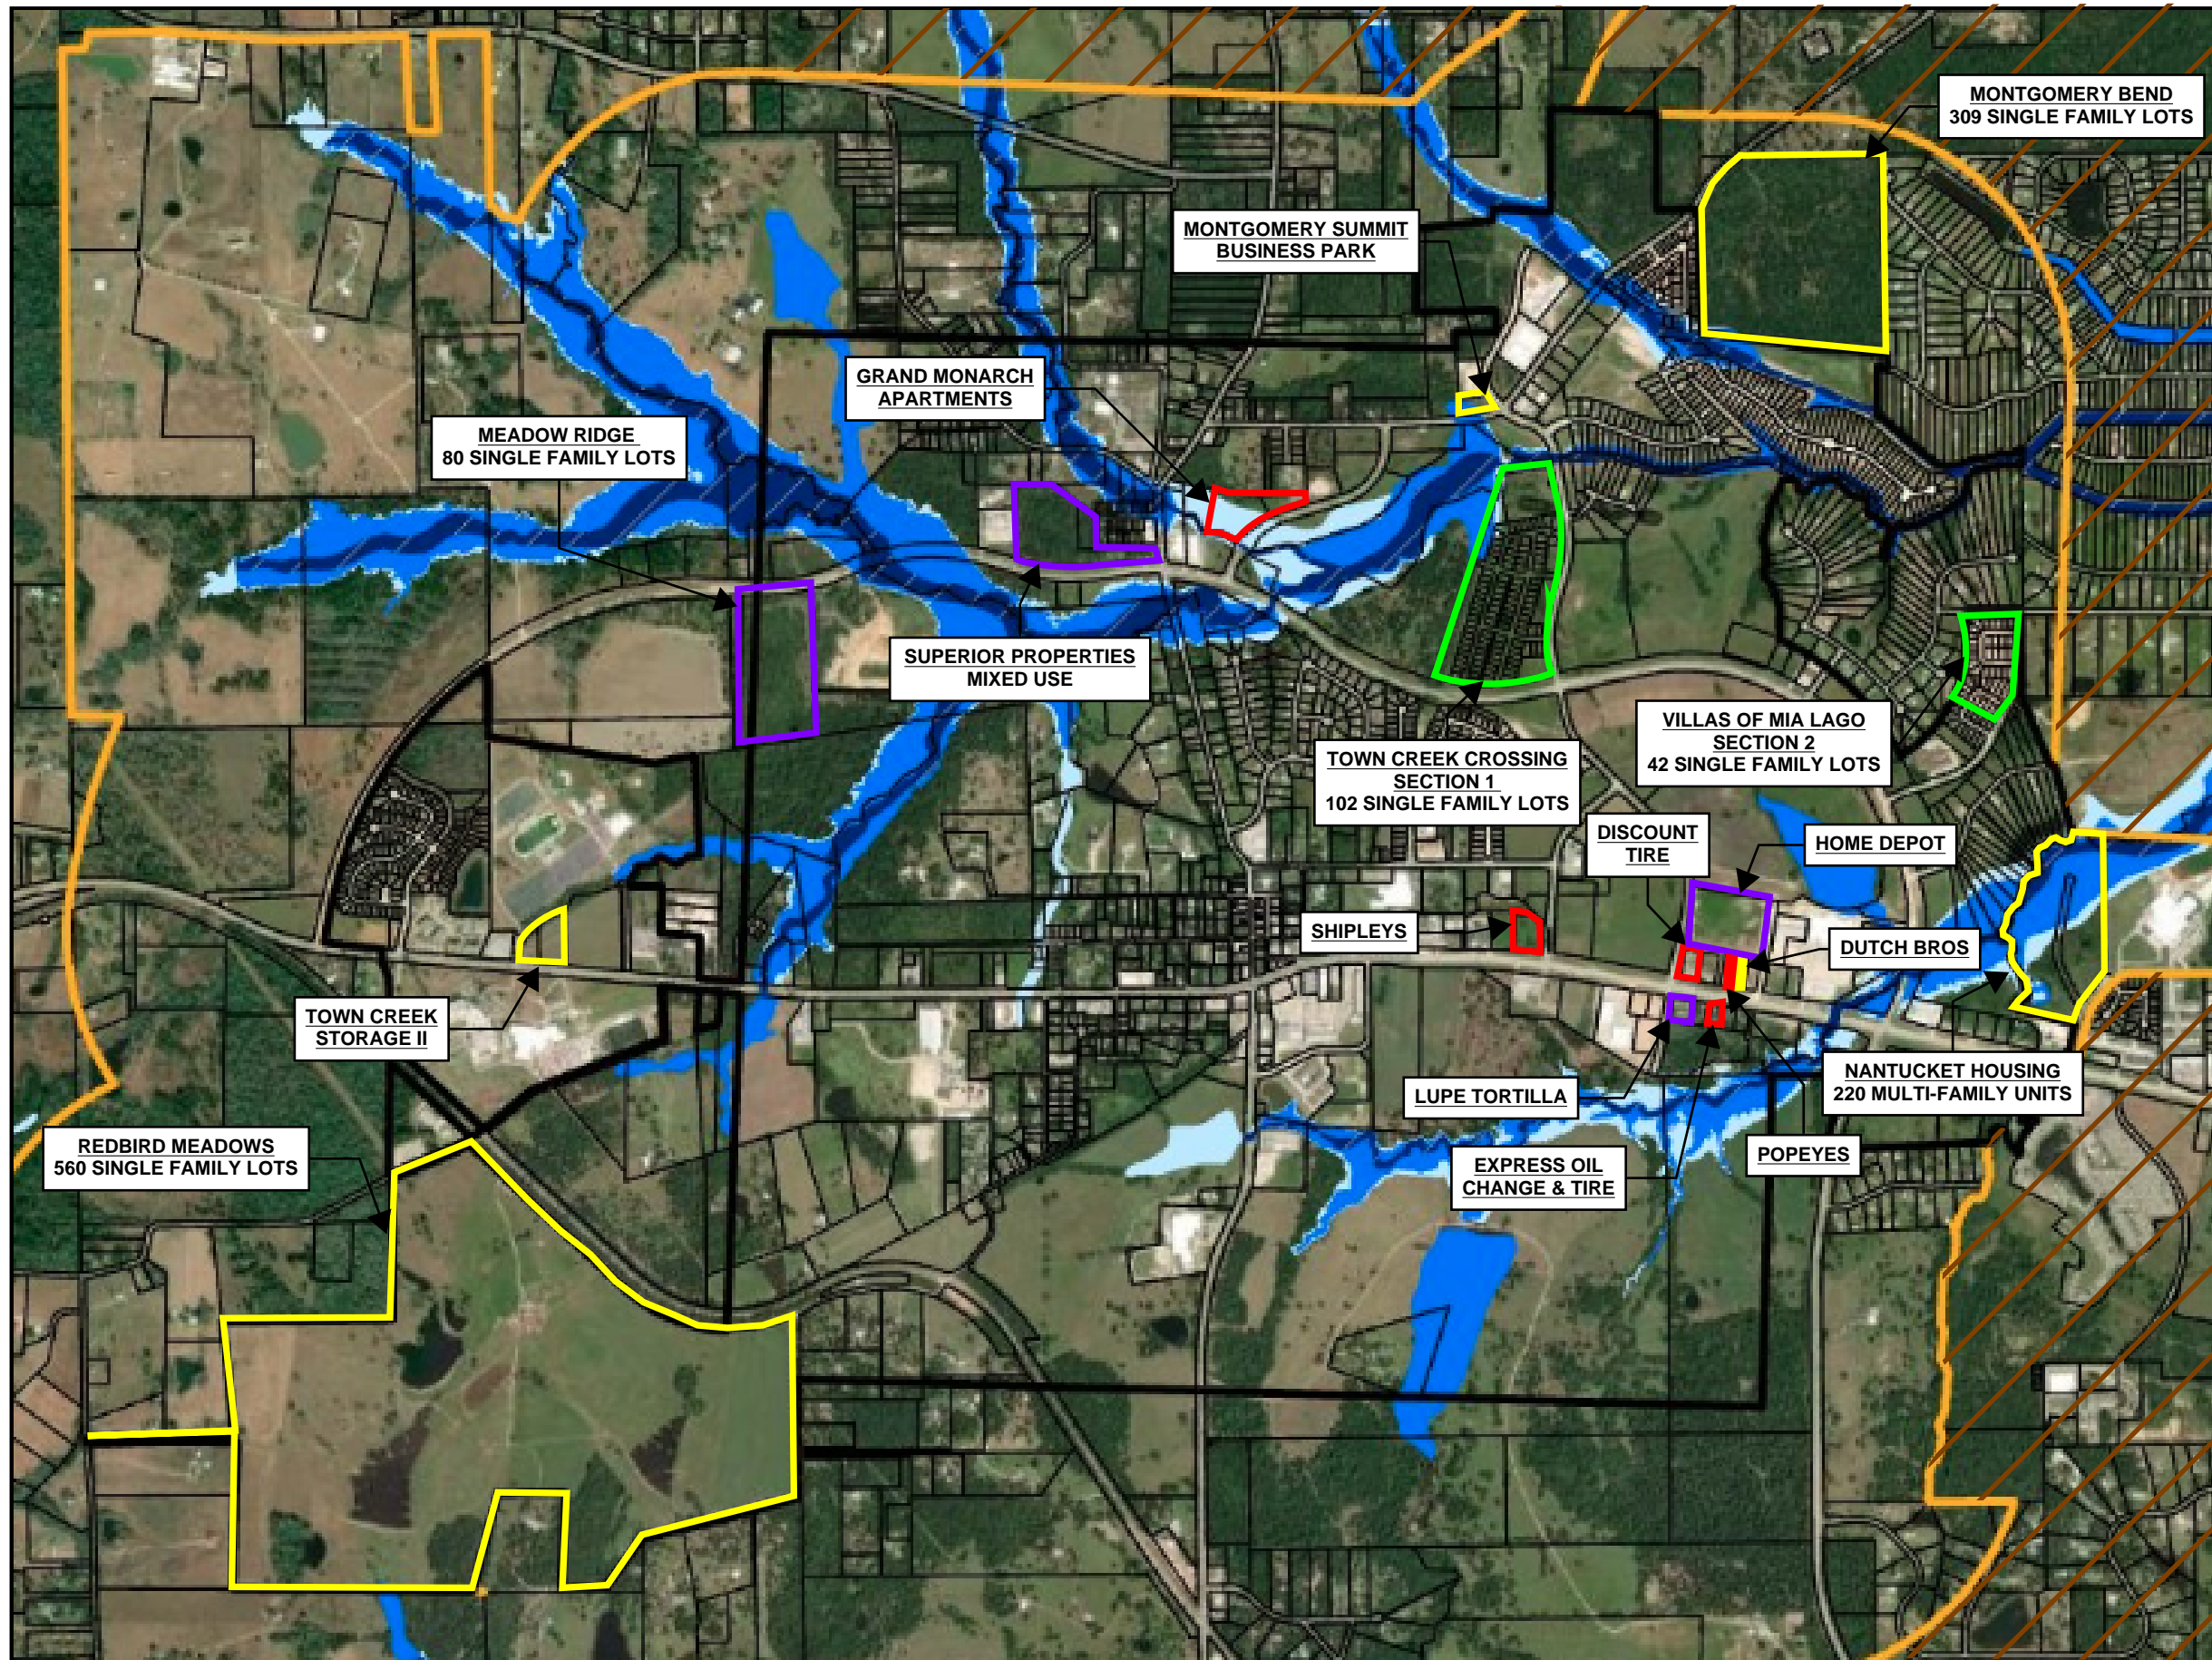 MONTGOMERY BEND
309 SINGLE FAMILY LOTS
MONTGOMERY SUMMIT
BUSINESS PARK
GRAND MONARCH
APARTMENTS
MEADOW RIDGE
80 SINGLE FAMILY LOTS
SUPERIOR PROPERTIES
MIXED USE
VILLAS OF MIA LAGO
SECTION 2
42 SINGLE FAMILY LOTS
TOWN CREEK CROSSING
SECTION 1
102 SINGLE FAMILY LOTS
DISCOUNT
TIRE
HOME DEPOT
SHIPLEYS
DUTCH BROS
TOWN CREEK
STORAGE II
NANTUCKET HOUSING
220 MULTI-FAMILY UNITS
LUPE TORTILLA
POPEYES
REDBIRD MEADOWS
560 SINGLE FAMILY LOTS
EXPRESS OIL
CHANGE & TIRE